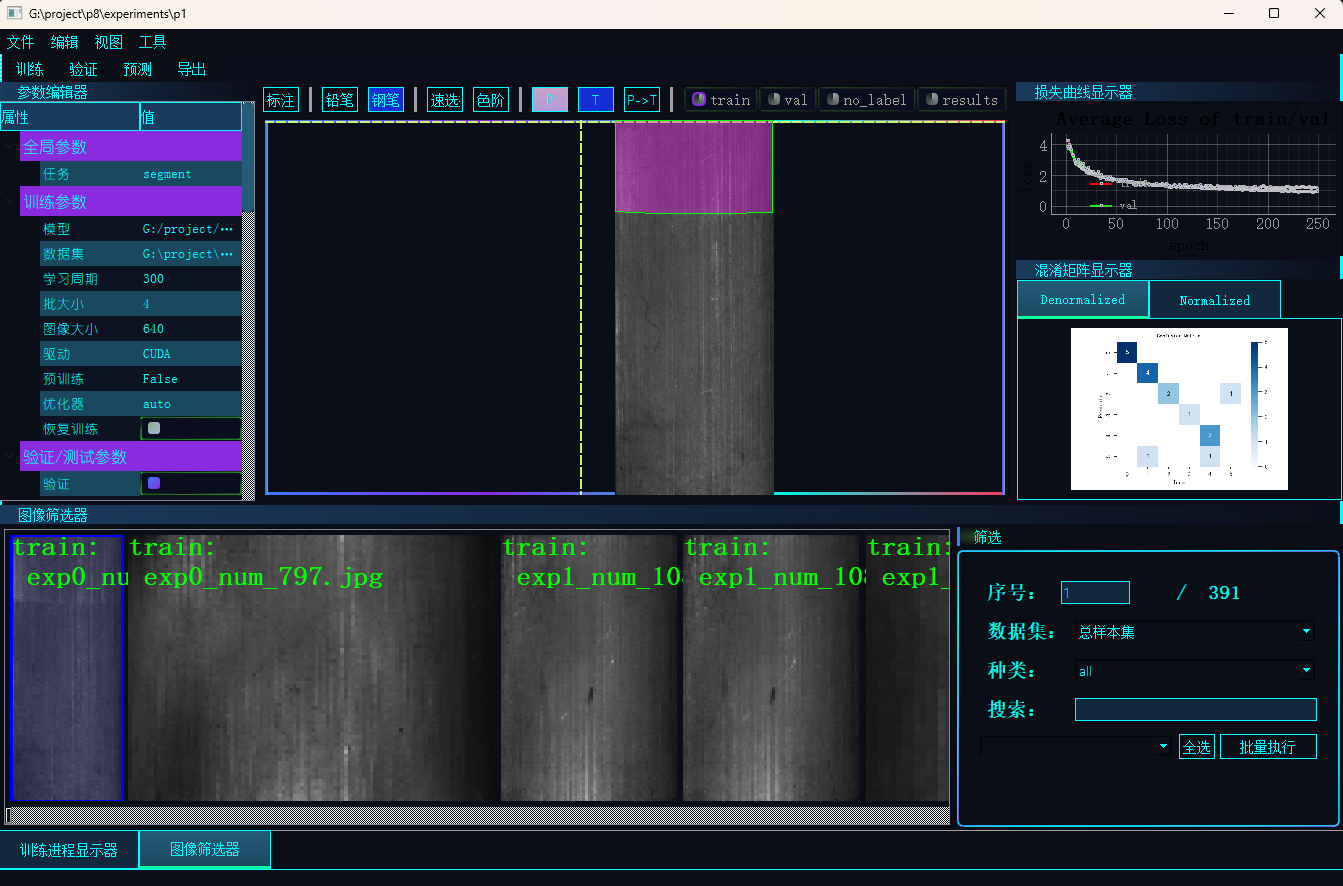 G:\project\p8\experiments\p1
文件 编辑 视图 工具
训练 验证 预测 导出
参数编辑器
属性 值
全局参数
任务 segment
训练参数
模型 G:/project/···
数据集 G:\project\···
学习周期 300
批大小 4
图像大小 640
驱动 CUDA
预训练 False
优化器 auto
恢复训练
验证/测试参数
验证
标注 铅笔 钢笔 速选 色阶 P T P->T train val no_label results
损失曲线显示器
Average Loss of train/val
loss
4
2
0
val
0 50 100 150 200 250
epoch
混淆矩阵显示器
Denormalized Normalized
5
4
2 1
1
3
1 1
图像筛选器
train:
exp0_nu
train:
exp0_num_797.jpg
train:
exp1_num_10
train:
exp1_num_10
train:
exp1_
筛选
序号: 1 / 391
数据集: 总样本集
种类: all
搜索:
全选 批量执行
训练进程显示器 图像筛选器